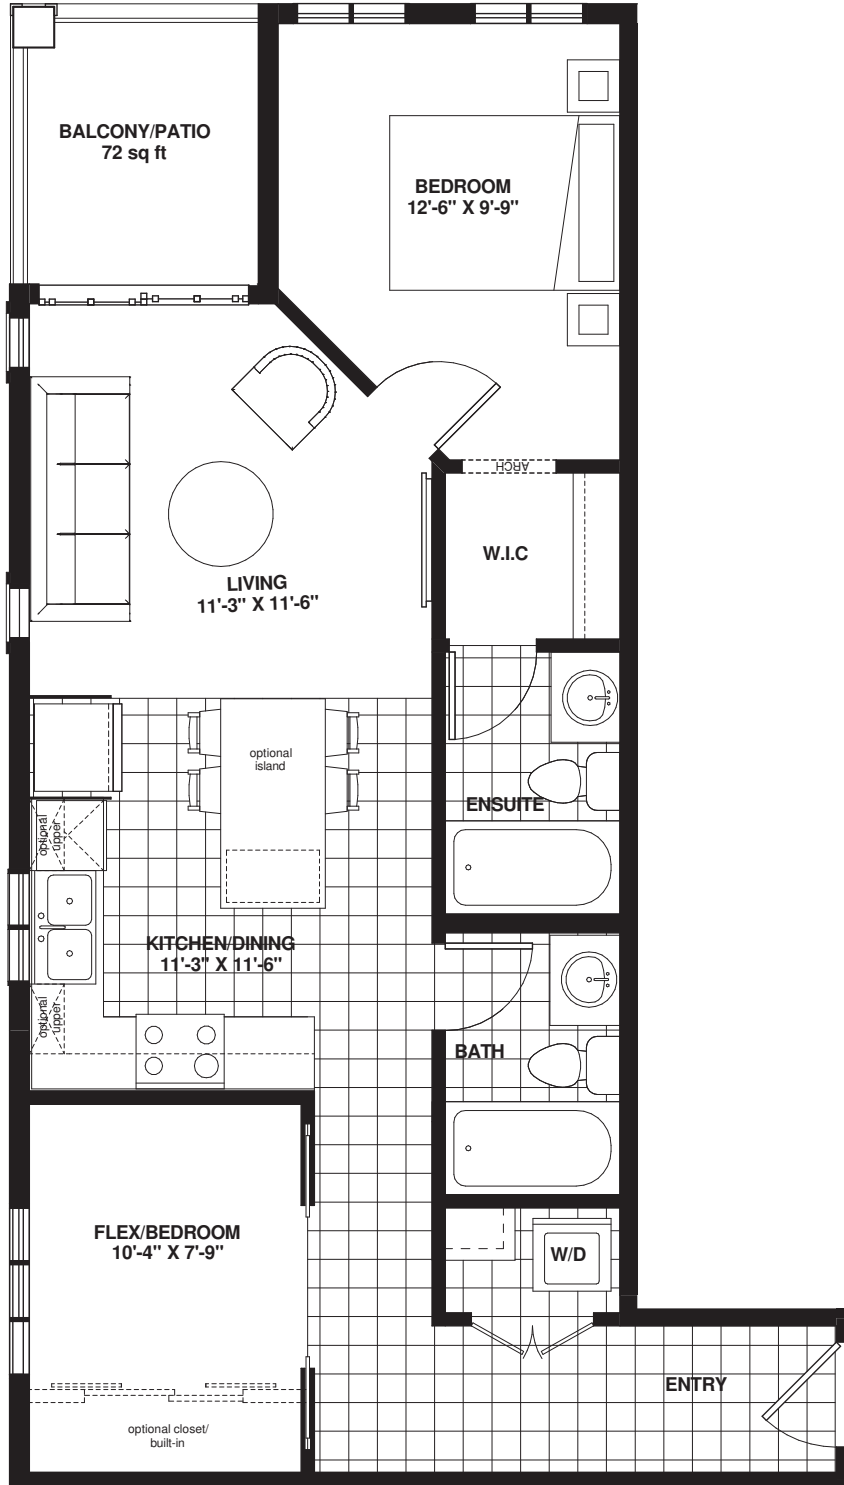 BALCONY/PATIO
72 sq ft
BEDROOM
12'-6" X 9'-9"
ARCH
W.I.C
LIVING
11'-3" X 11'-6"
optional
island
ENSUITE
optional
upper
KITCHEN/DINING
11'-3" X 11'-6"
optional
upper
BATH
FLEX/BEDROOM
10'-4" X 7'-9"
W/D
ENTRY
optional closet/
built-in